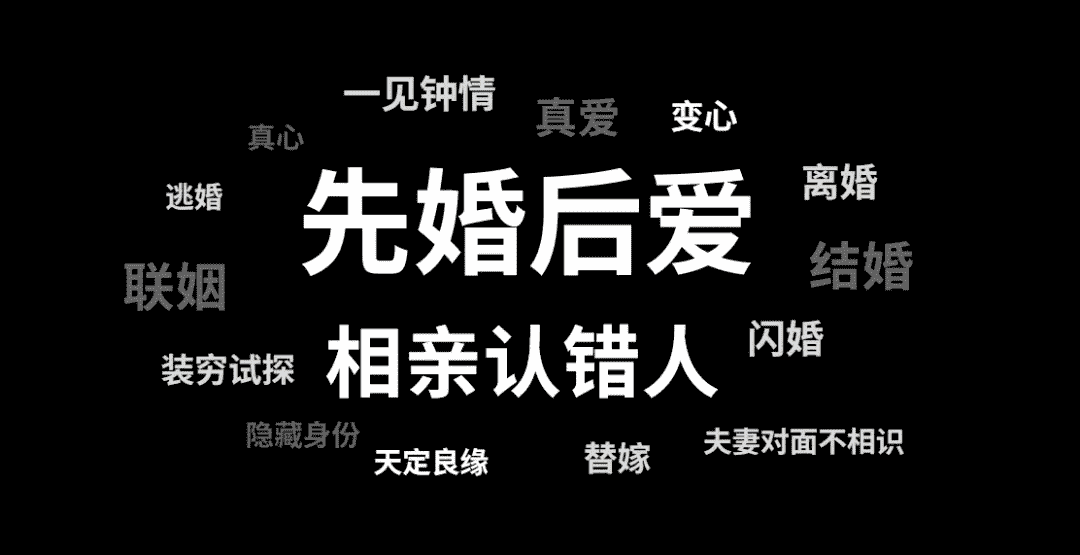 一见钟情
真爱
变心
真心
逃婚
先婚后爱
离婚
联姻
结婚
装穷试探
相亲认错人
闪婚
隐藏身份
天定良缘
替嫁
夫妻对面不相识